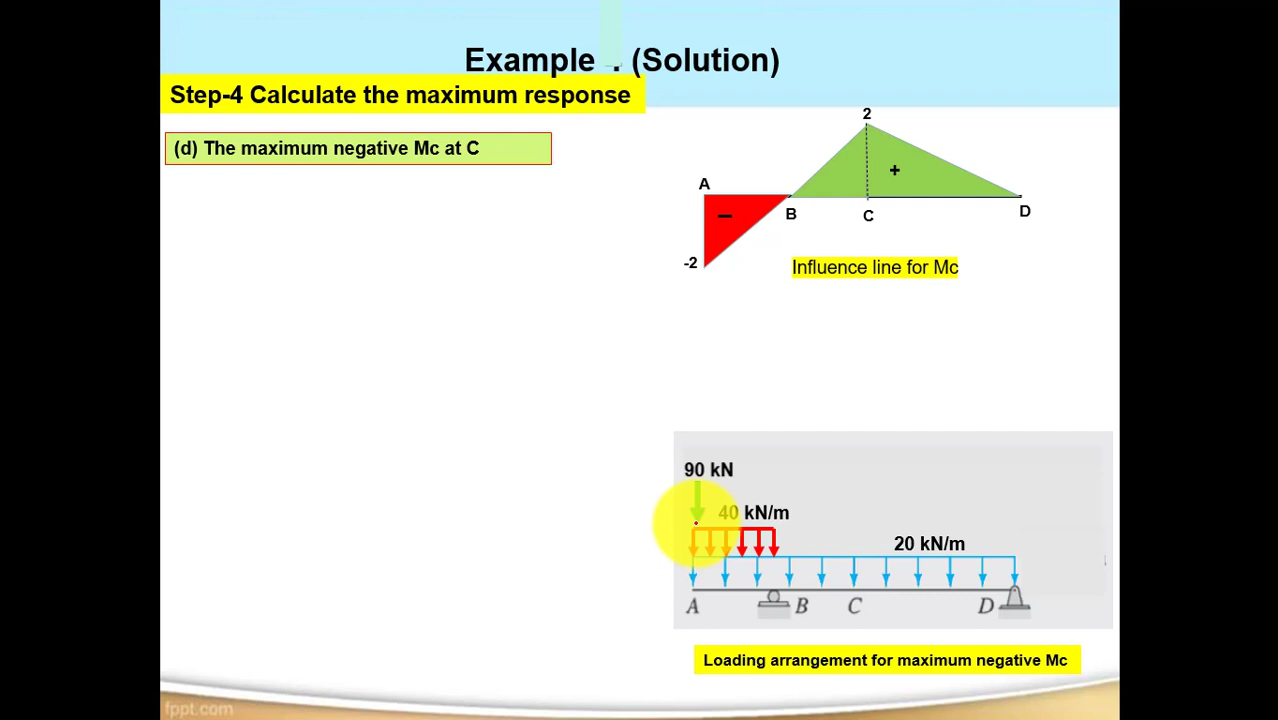 Example (Solution)
Step-4 Calculate the maximum response
(d) The maximum negative Mc at C
2
+
A
–
B
C
D
-2
Influence line for Mc
90 kN
40 kN/m
20 kN/m
A
B
C
D
Loading arrangement for maximum negative Mc
fppt.com